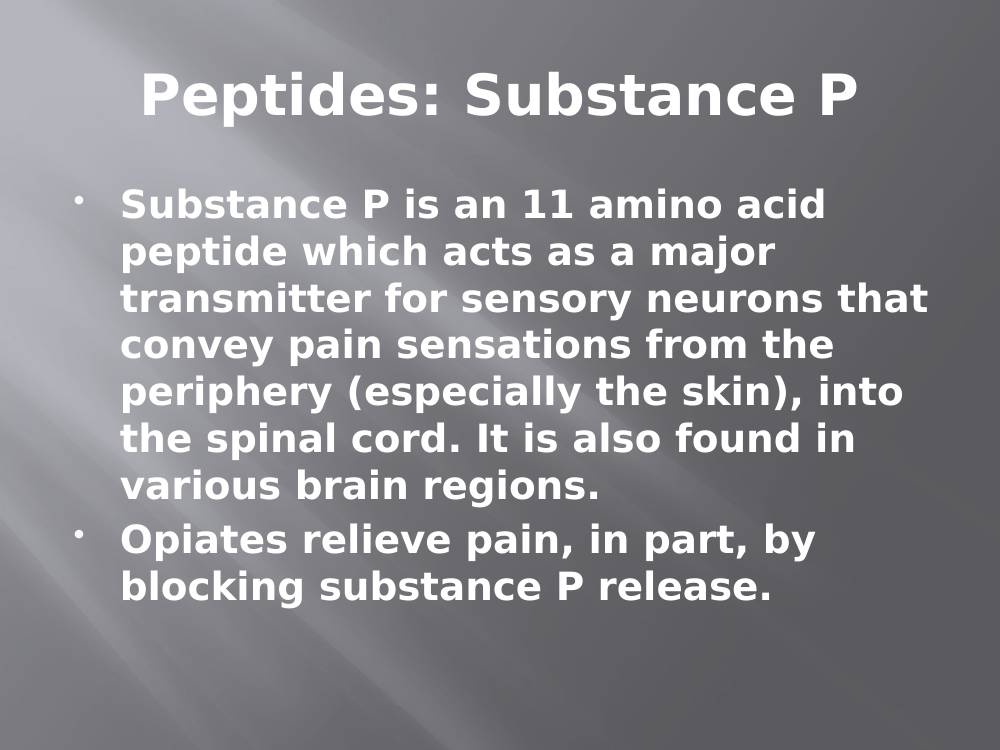 Peptides: Substance P
• Substance P is an 11 amino acid
peptide which acts as a major
transmitter for sensory neurons that
convey pain sensations from the
periphery (especially the skin), into
the spinal cord. It is also found in
various brain regions.
• Opiates relieve pain, in part, by
blocking substance P release.